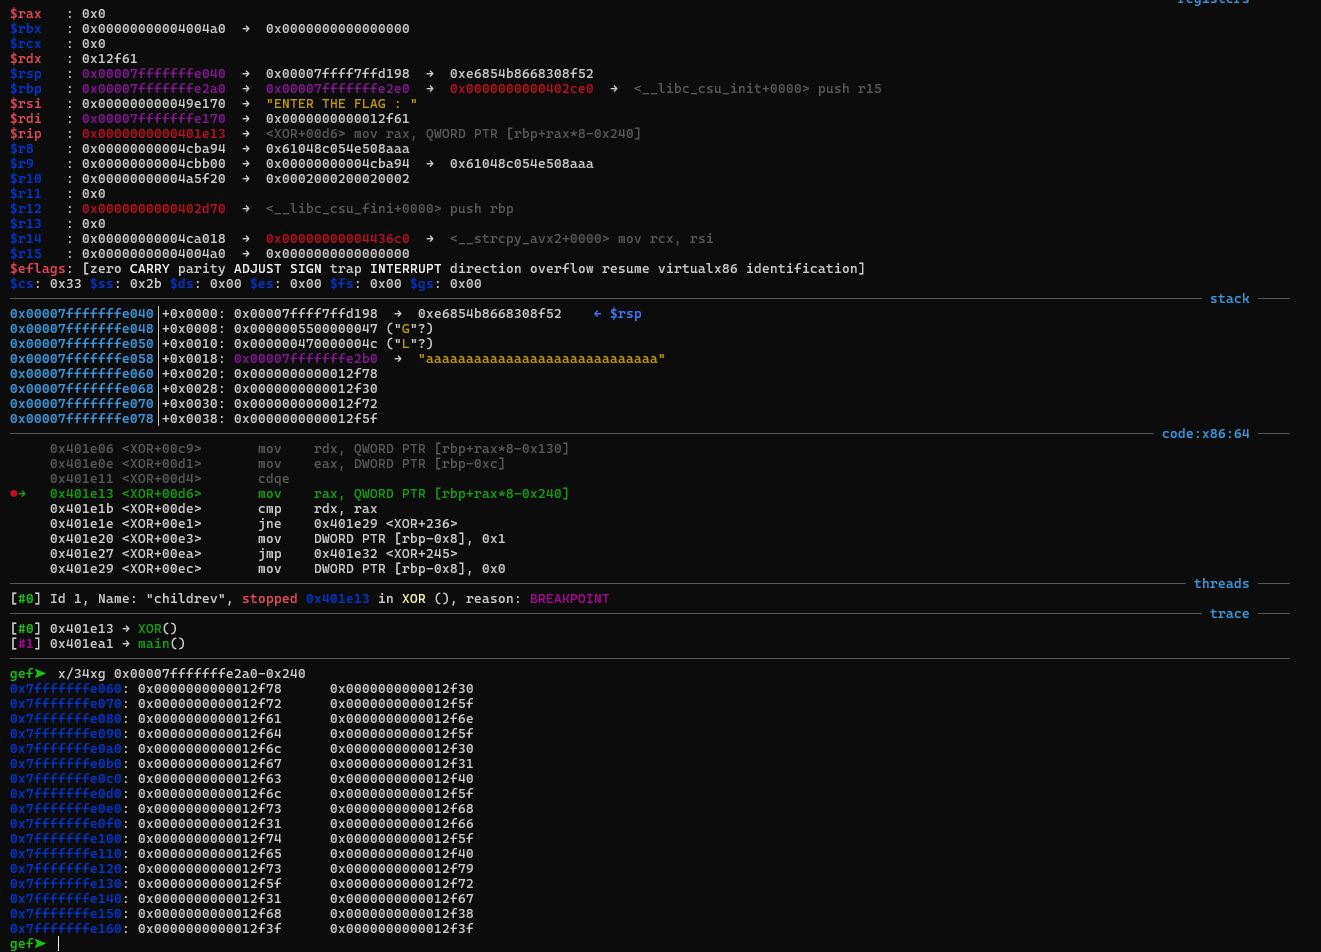 registers
$rax   : 0x0
$rbx   : 0x00000000004004a0  →  0x0000000000000000
$rcx   : 0x0
$rdx   : 0x12f61
$rsp   : 0x00007fffffffe040  →  0x00007ffff7ffd198  →  0xe6854b8668308f52
$rbp   : 0x00007fffffffe2a0  →  0x00007fffffffe2e0  →  0x0000000000402ce0  →  <__libc_csu_init+0000> push r15
$rsi   : 0x000000000049e170  →  "ENTER THE FLAG : "
$rdi   : 0x00007fffffffe170  →  0x0000000000012f61
$rip   : 0x0000000000401e13  →  <XOR+00d6> mov rax, QWORD PTR [rbp+rax*8-0x240]
$r8    : 0x00000000004cba94  →  0x61048c054e508aaa
$r9    : 0x00000000004cbb00  →  0x00000000004cba94  →  0x61048c054e508aaa
$r10   : 0x00000000004a5f20  →  0x0002000200020002
$r11   : 0x0
$r12   : 0x0000000000402d70  →  <__libc_csu_fini+0000> push rbp
$r13   : 0x0
$r14   : 0x00000000004ca018  →  0x00000000004436c0  →  <__strcpy_avx2+0000> mov rcx, rsi
$r15   : 0x00000000004004a0  →  0x0000000000000000
$eflags: [zero CARRY parity ADJUST SIGN trap INTERRUPT direction overflow resume virtualx86 identification]
$cs: 0x33 $ss: 0x2b $ds: 0x00 $es: 0x00 $fs: 0x00 $gs: 0x00
stack
0x00007fffffffe040│+0x0000: 0x00007ffff7ffd198  →  0xe6854b8668308f52    ← $rsp
0x00007fffffffe048│+0x0008: 0x0000005500000047 ("G"?)
0x00007fffffffe050│+0x0010: 0x000000470000004c ("L"?)
0x00007fffffffe058│+0x0018: 0x00007fffffffe2b0  →  "aaaaaaaaaaaaaaaaaaaaaaaaaaaaa"
0x00007fffffffe060│+0x0020: 0x0000000000012f78
0x00007fffffffe068│+0x0028: 0x0000000000012f30
0x00007fffffffe070│+0x0030: 0x0000000000012f72
0x00007fffffffe078│+0x0038: 0x0000000000012f5f
code:x86:64
0x401e06 <XOR+00c9>       mov    rdx, QWORD PTR [rbp+rax*8-0x130]
0x401e0e <XOR+00d1>       mov    eax, DWORD PTR [rbp-0xc]
0x401e11 <XOR+00d4>       cdqe
●→   0x401e13 <XOR+00d6>       mov    rax, QWORD PTR [rbp+rax*8-0x240]
0x401e1b <XOR+00de>       cmp    rdx, rax
0x401e1e <XOR+00e1>       jne    0x401e29 <XOR+236>
0x401e20 <XOR+00e3>       mov    DWORD PTR [rbp-0x8], 0x1
0x401e27 <XOR+00ea>       jmp    0x401e32 <XOR+245>
0x401e29 <XOR+00ec>       mov    DWORD PTR [rbp-0x8], 0x0
threads
[#0] Id 1, Name: "childrev", stopped 0x401e13 in XOR (), reason: BREAKPOINT
trace
[#0] 0x401e13 → XOR()
[#1] 0x401ea1 → main()
gef➤  x/34xg 0x00007fffffffe2a0-0x240
0x7fffffffe060: 0x0000000000012f78      0x0000000000012f30
0x7fffffffe070: 0x0000000000012f72      0x0000000000012f5f
0x7fffffffe080: 0x0000000000012f61      0x0000000000012f6e
0x7fffffffe090: 0x0000000000012f64      0x0000000000012f5f
0x7fffffffe0a0: 0x0000000000012f6c      0x0000000000012f30
0x7fffffffe0b0: 0x0000000000012f67      0x0000000000012f31
0x7fffffffe0c0: 0x0000000000012f63      0x0000000000012f40
0x7fffffffe0d0: 0x0000000000012f6c      0x0000000000012f5f
0x7fffffffe0e0: 0x0000000000012f73      0x0000000000012f68
0x7fffffffe0f0: 0x0000000000012f31      0x0000000000012f66
0x7fffffffe100: 0x0000000000012f74      0x0000000000012f5f
0x7fffffffe110: 0x0000000000012f65      0x0000000000012f40
0x7fffffffe120: 0x0000000000012f73      0x0000000000012f79
0x7fffffffe130: 0x0000000000012f5f      0x0000000000012f72
0x7fffffffe140: 0x0000000000012f31      0x0000000000012f67
0x7fffffffe150: 0x0000000000012f68      0x0000000000012f38
0x7fffffffe160: 0x0000000000012f3f      0x0000000000012f3f
gef➤